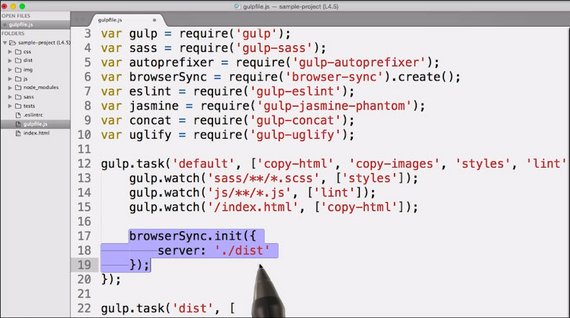 gulpfile.js — sample-project (L4.5)
OPEN FILES
gulpfile.js
FOLDERS
sample-project (L4.5)
css
dist
img
js
node_modules
sass
tests
.eslintrc
gulpfile.js
index.html
gulpfile.js
3 var gulp = require('gulp');
4 var sass = require('gulp-sass');
5 var autoprefixer = require('gulp-autoprefixer');
6 var browserSync = require('browser-sync').create();
7 var eslint = require('gulp-eslint');
8 var jasmine = require('gulp-jasmine-phantom');
9 var concat = require('gulp-concat');
10 var uglify = require('gulp-uglify');
11
12 gulp.task('default', ['copy-html', 'copy-images', 'styles', 'lint'
13 gulp.watch('sass/**/*.scss', ['styles']);
14 gulp.watch('js/**/*.js', ['lint']);
15 gulp.watch('/index.html', ['copy-html']);
16
17 browserSync.init({
18 server: './dist'
19 });
20 });
21
22 gulp.task('dist', [